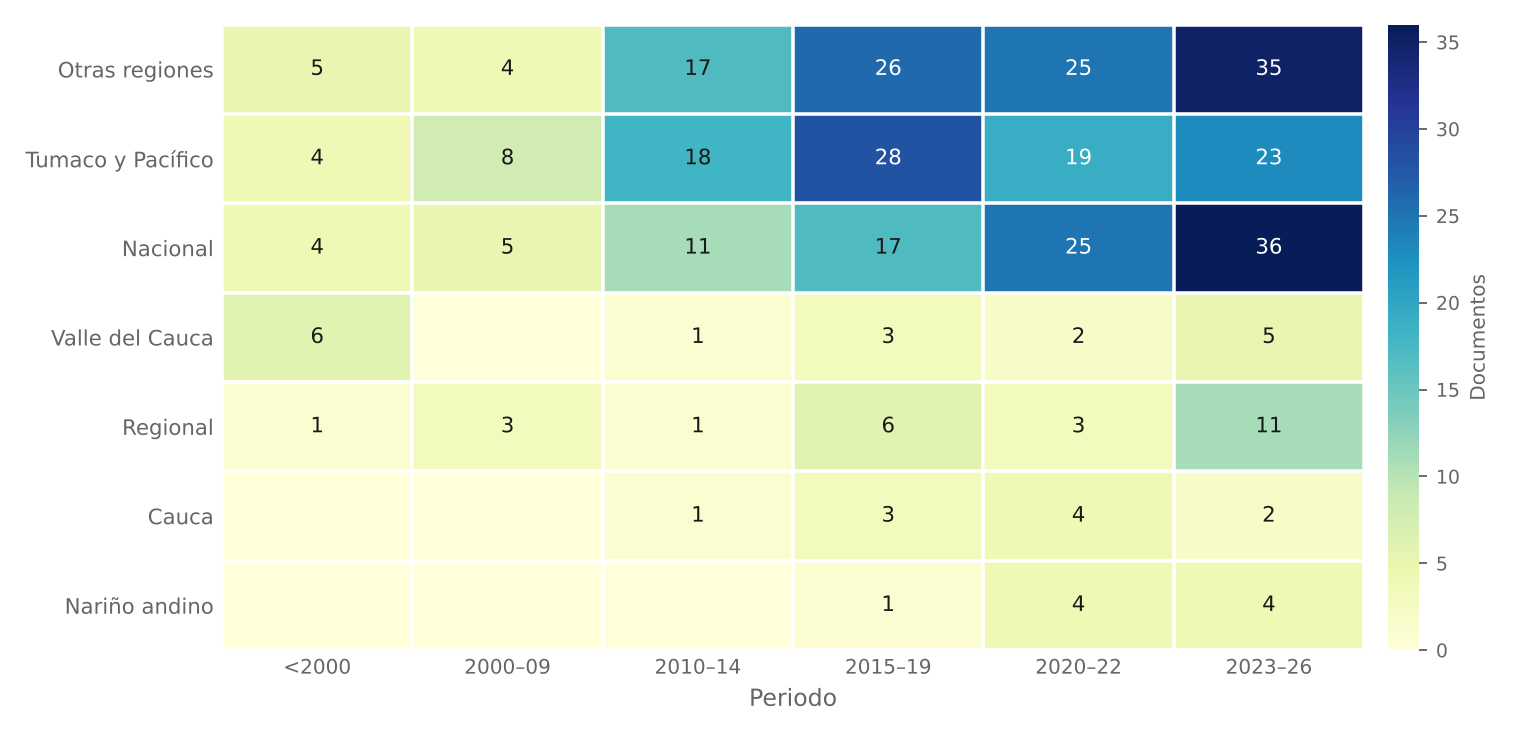 Otras regiones 5 4 17 26 25 35
Tumaco y Pacífico 4 8 18 28 19 23
Nacional 4 5 11 17 25 36
Valle del Cauca 6 1 3 2 5
Regional 1 3 1 6 3 11
Cauca 1 3 4 2
Nariño andino 1 4 4
<2000 2000–09 2010–14 2015–19 2020–22 2023–26
Periodo
35
30
25
20
15
10
5
0
Documentos